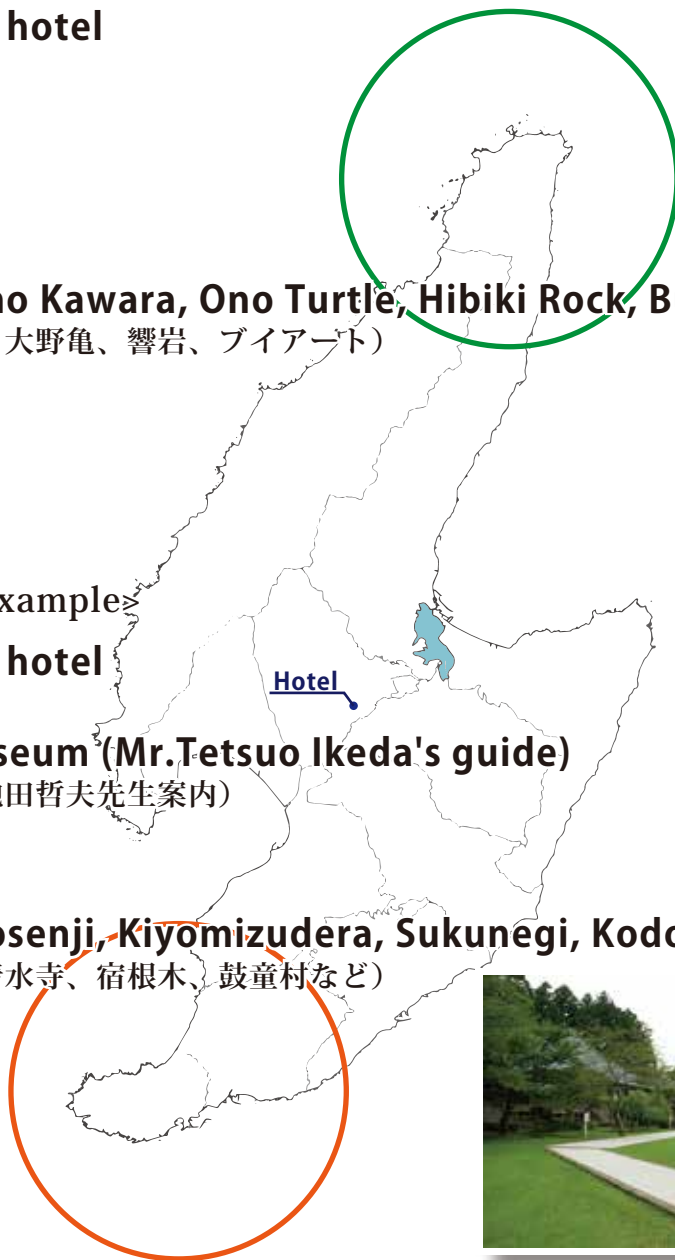 hotel
no Kawara, Ono Turtle, Hibiki Rock, B
大野亀、響岩、ブイアート）
xample>
hotel
Hotel
seum (Mr.Tetsuo Ikeda's guide)
田哲夫先生案内）
osenji, Kiyomizudera, Sukunegi, Kodo
水寺、宿根木、鼓童村など）